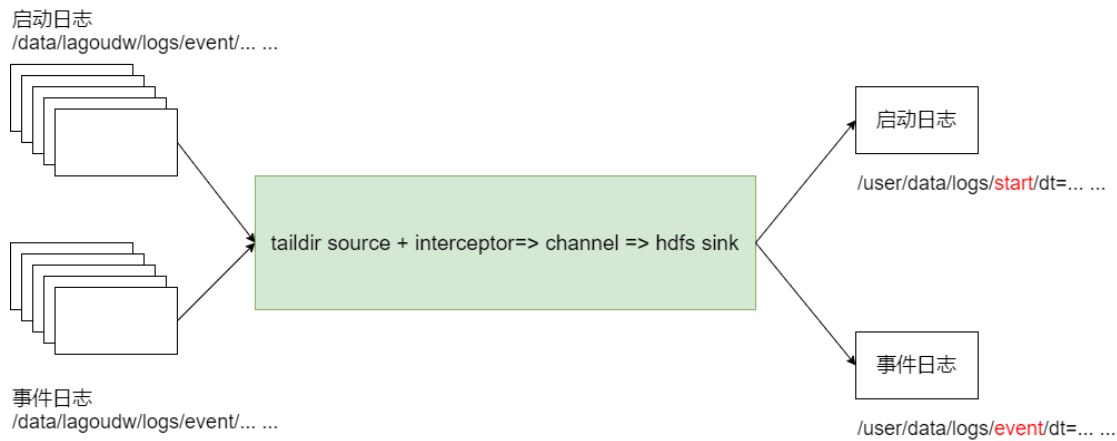 启动日志
/data/lagoudw/logs/event/... ...
启动日志
/user/data/logs/start/dt=... ...
taildir source + interceptor=> channel => hdfs sink
事件日志
/user/data/logs/event/dt=... ...
事件日志
/data/lagoudw/logs/event/... ...